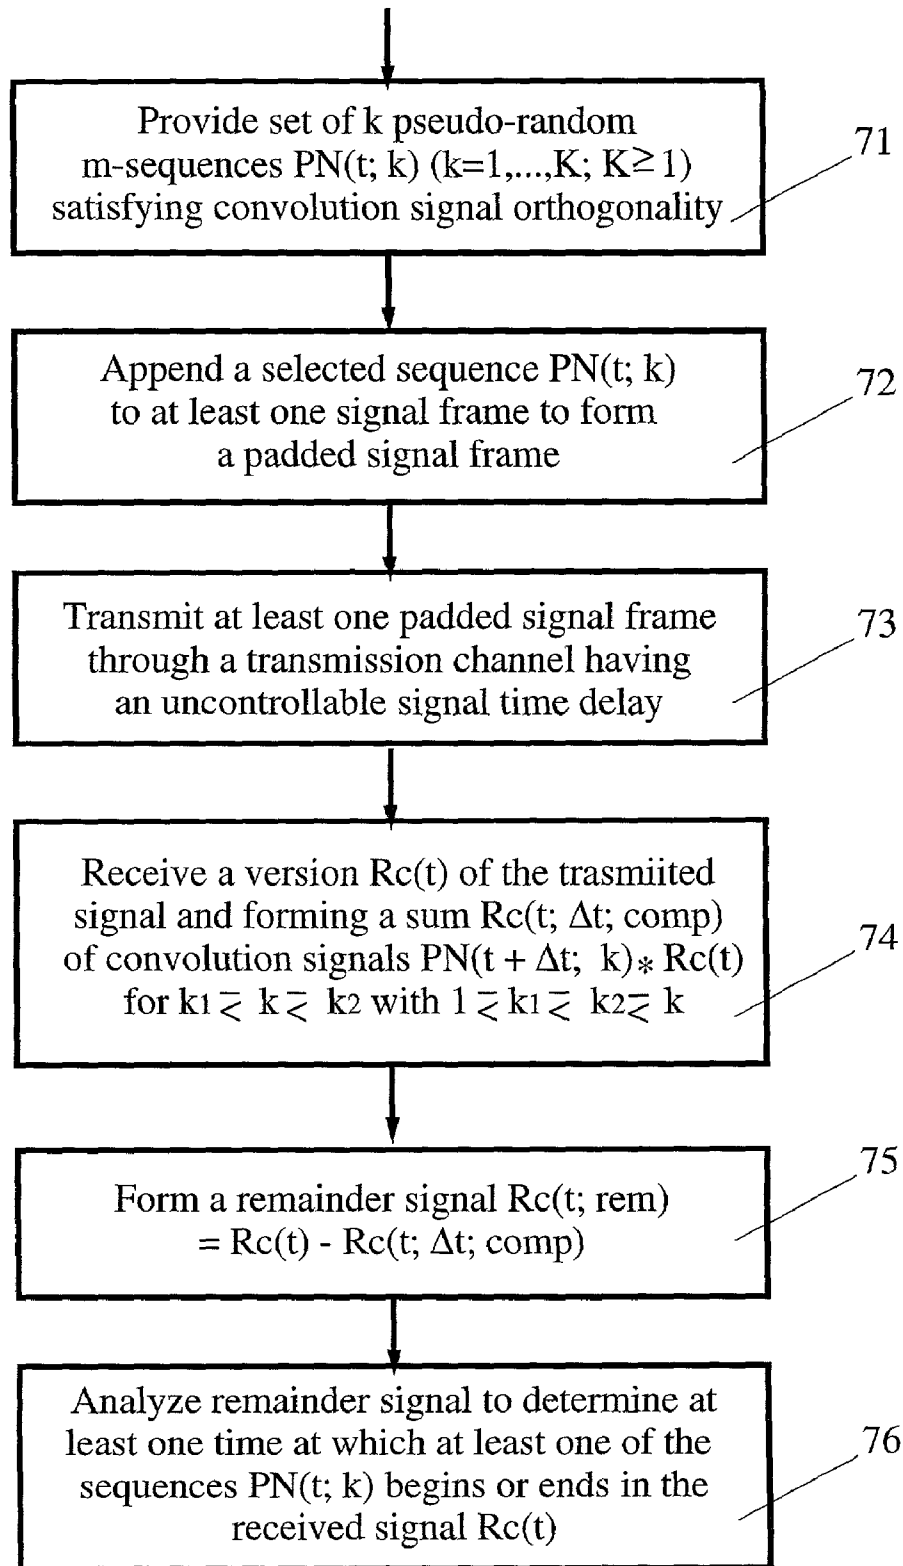 Provide set of k pseudo-random
m-sequences PN(t; k) (k=1,...,K; K≥ 1)
satisfying convolution signal orthogonality
71
Append a selected sequence PN(t; k)
to at least one signal frame to form
a padded signal frame
72
Transmit at least one padded signal frame
through a transmission channel having
an uncontrollable signal time delay
73
Receive a version Rc(t) of the trasmiited
signal and forming a sum Rc(t; Δt; comp)
of convolution signals PN(t + Δt; k)* Rc(t)
for k1 ≤ k ≤ k2 with 1 ≤ k1 ≤ k2 ≤ k
74
Form a remainder signal Rc(t; rem)
= Rc(t) - Rc(t; Δt; comp)
75
Analyze remainder signal to determine at
least one time at which at least one of the
sequences PN(t; k) begins or ends in the
received signal Rc(t)
76